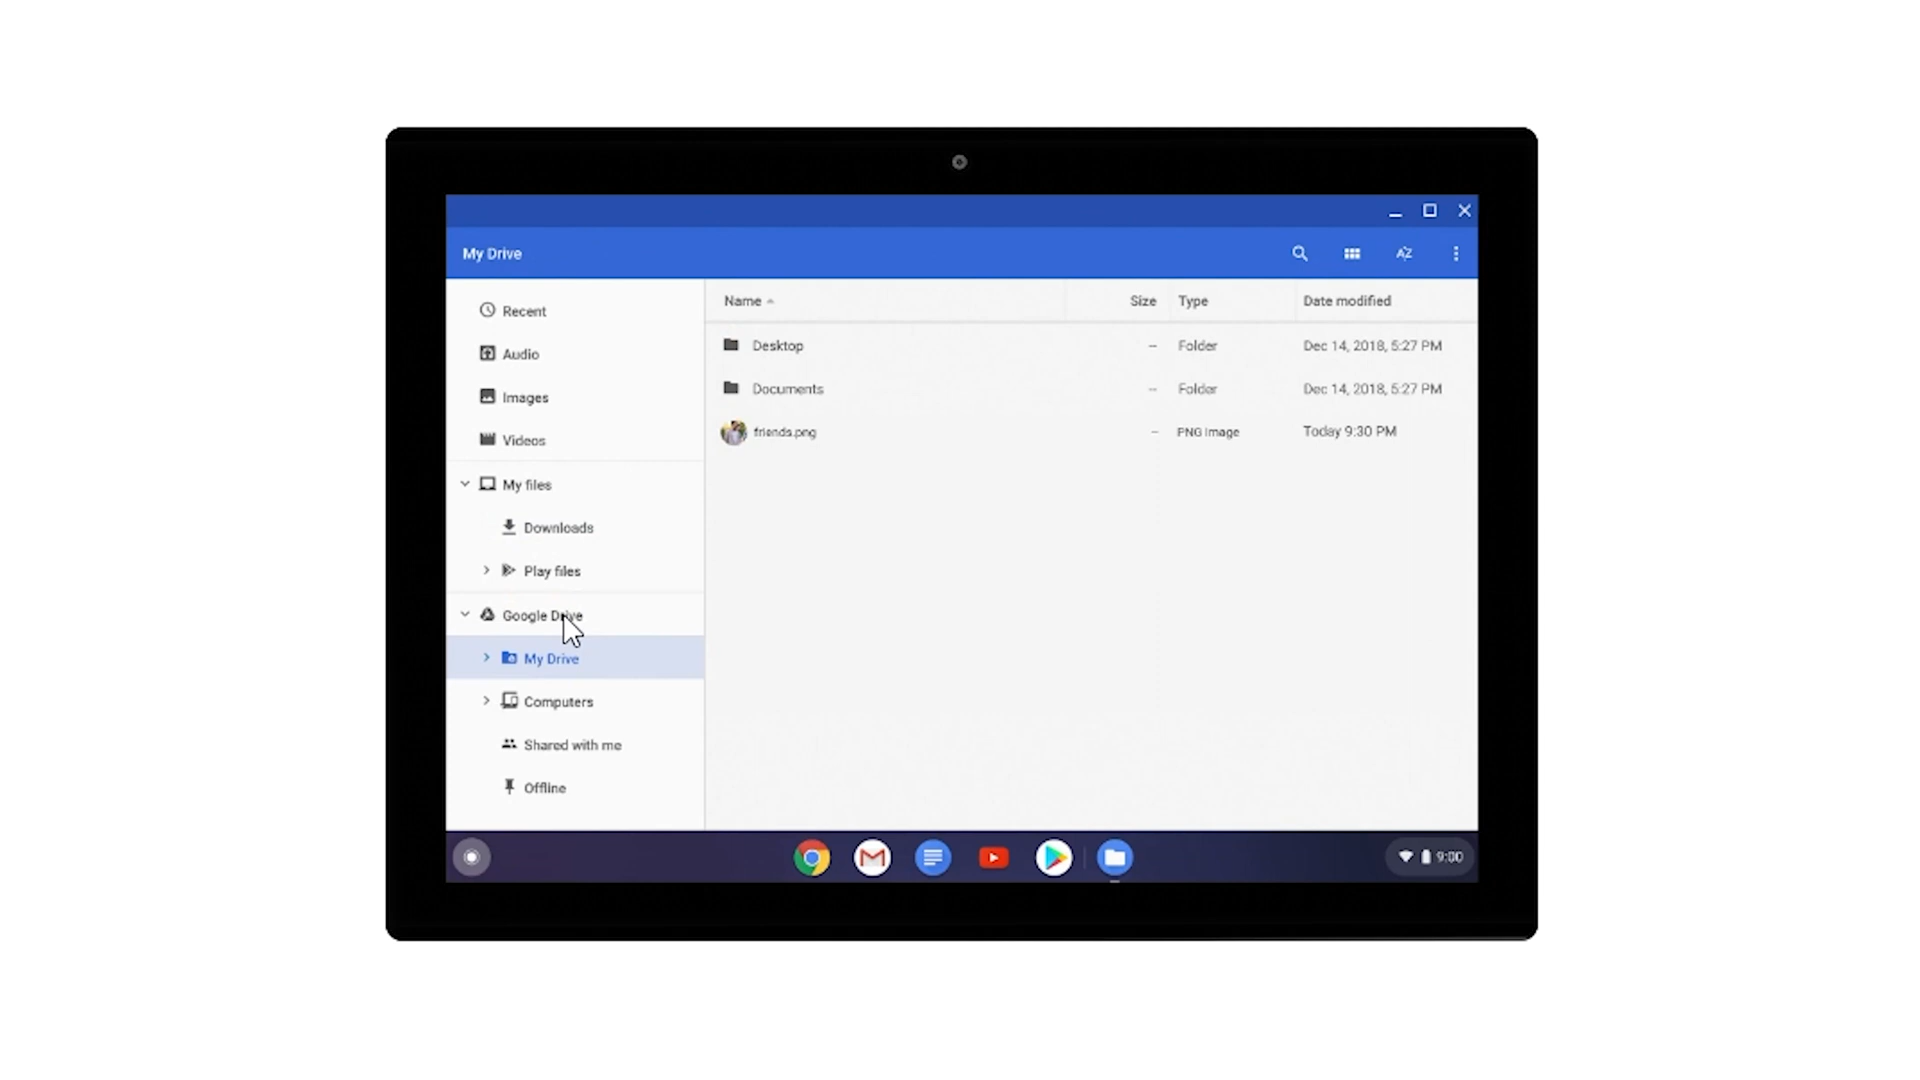 My Drive
Recent
Audio
Images
Videos
My files
Downloads
Play files
Google Drive
My Drive
Computers
Shared with me
Offline
Name Size Type Date modified
Desktop -- Folder Dec 14, 2018, 5:27 PM
Documents -- Folder Dec 14, 2018, 5:27 PM
friends.png -- PNG image Today 9:30 PM
9:00